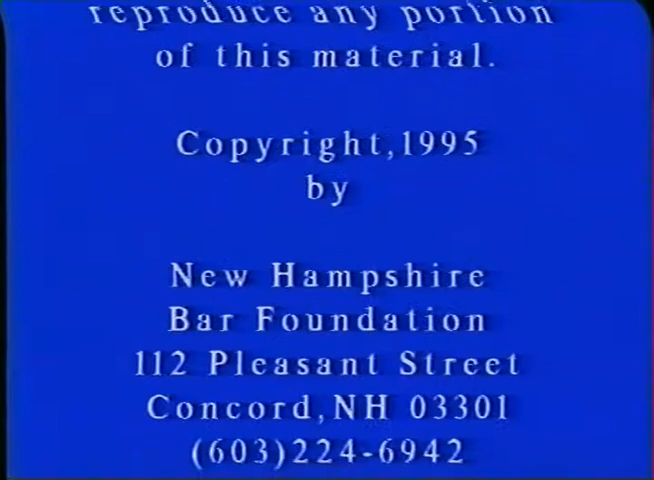 reproduce any portion
of this material.
Copyright,1995
by
New Hampshire
Bar Foundation
112 Pleasant Street
Concord,NH 03301
(603)224-6942